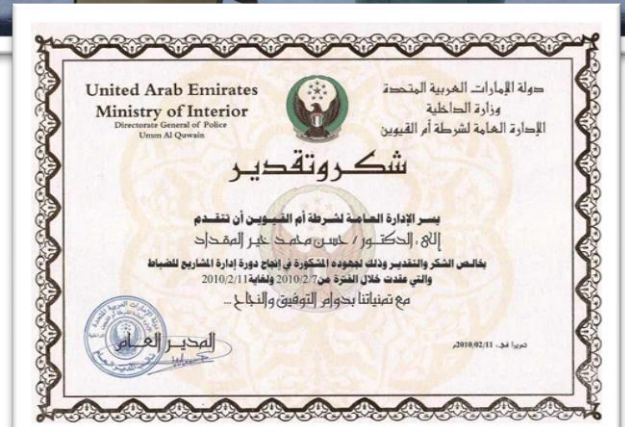 United Arab Emirates
Ministry of Interior
Directorate General of Police
Umm Al Quwain
دولة الإمارات العربية المتحدة
وزارة الداخلية
الإدارة العامة لشرطة أم القيوين
شكر وتقدير
يسر الإدارة العامة لشرطة أم القيوين أن تتقدم
إلى : الدكتور / حسن محمد خير المقداد
بخالص الشكر والتقدير وذلك لجهوده المشكورة في إنجاح دورة إدارة المشاريع للضباط
والتي عقدت خلال الفترة من 2010/2/7 ولغاية 2010/2/11
مع تمنياتنا بدوام التوفيق والنجاح ...
المدير العام
تحريرا في: 2010/02/11م